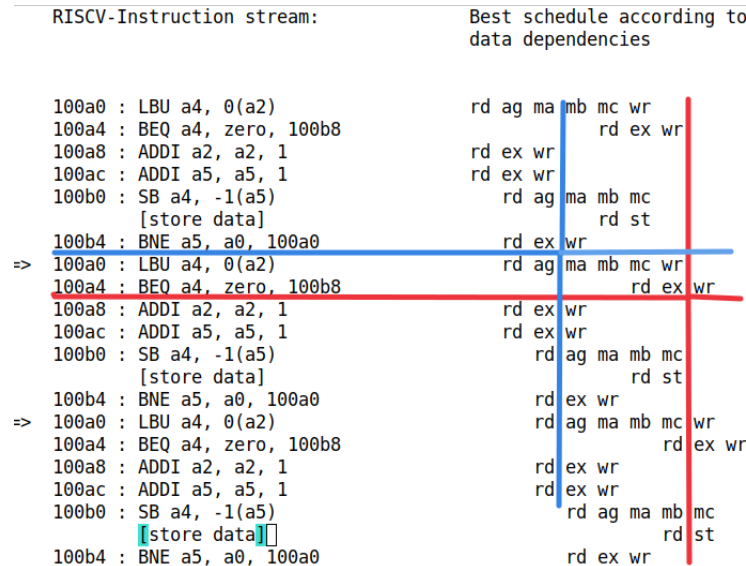 RISCV-Instruction stream: Best schedule according to
data dependencies
100a0 : LBU a4, 0(a2) rd ag ma mb mc wr
100a4 : BEQ a4, zero, 100b8 rd ex wr
100a8 : ADDI a2, a2, 1 rd ex wr
100ac : ADDI a5, a5, 1 rd ex wr
100b0 : SB a4, -1(a5) rd ag ma mb mc
[store data] rd st
100b4 : BNE a5, a0, 100a0 rd ex wr
=> 100a0 : LBU a4, 0(a2) rd ag ma mb mc wr
100a4 : BEQ a4, zero, 100b8 rd ex wr
100a8 : ADDI a2, a2, 1 rd ex wr
100ac : ADDI a5, a5, 1 rd ex wr
100b0 : SB a4, -1(a5) rd ag ma mb mc
[store data] rd st
100b4 : BNE a5, a0, 100a0 rd ex wr
=> 100a0 : LBU a4, 0(a2) rd ag ma mb mc wr
100a4 : BEQ a4, zero, 100b8 rd ex wr
100a8 : ADDI a2, a2, 1 rd ex wr
100ac : ADDI a5, a5, 1 rd ex wr
100b0 : SB a4, -1(a5) rd ag ma mb mc
[store data] rd st
100b4 : BNE a5, a0, 100a0 rd ex wr